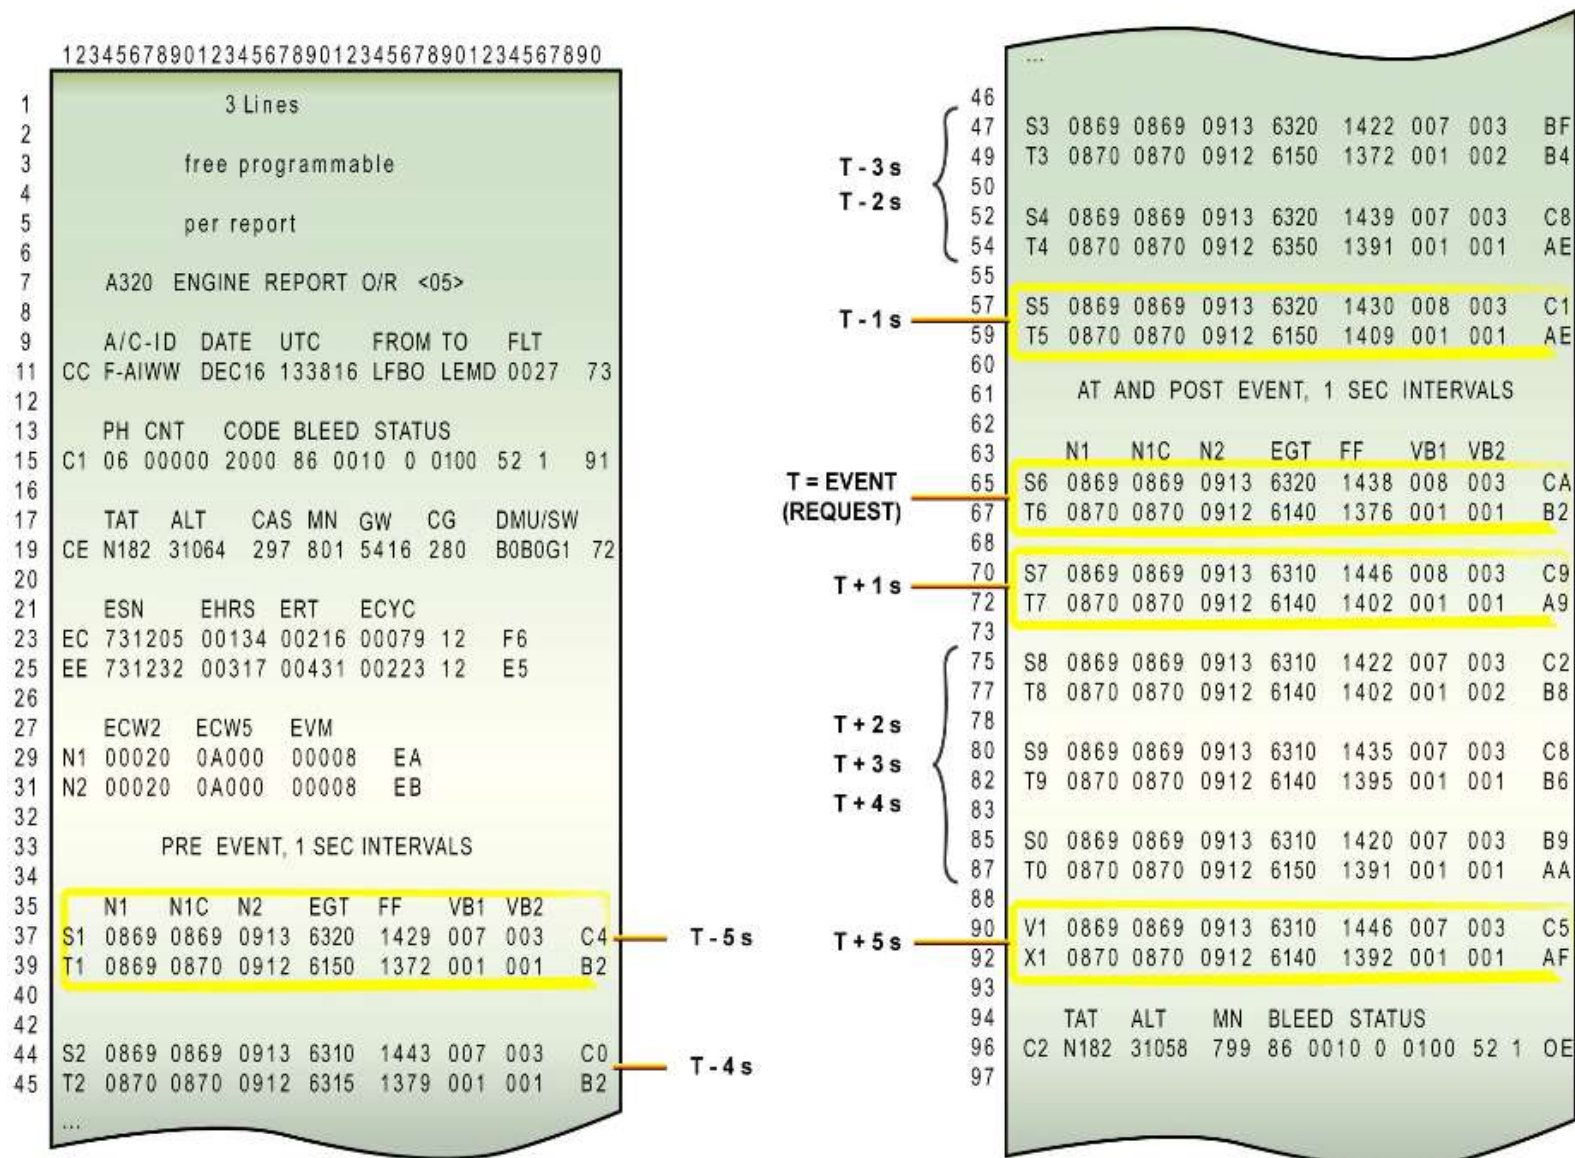 1234567890123456789012345678901234567890
1 3 Lines
2
3 free programmable
4
5 per report
6
7 A320 ENGINE REPORT O/R <05>
8
9 A/C-ID DATE UTC FROM TO FLT
11 CC F-AIWW DEC16 133816 LFBO LEMD 0027 73
12
13 PH CNT CODE BLEED STATUS
15 C1 06 00000 2000 86 0010 0 0100 52 1 91
16
17 TAT ALT CAS MN GW CG DMU/SW
19 CE N182 31064 297 801 5416 280 B0B0G1 72
20
21 ESN EHRS ERT ECYC
23 EC 731205 00134 00216 00079 12 F6
25 EE 731232 00317 00431 00223 12 E5
26
27 ECW2 ECW5 EVM
29 N1 00020 0A000 00008 EA
31 N2 00020 0A000 00008 EB
32
33 PRE EVENT, 1 SEC INTERVALS
34
35 N1 N1C N2 EGT FF VB1 VB2
37 S1 0869 0869 0913 6320 1429 007 003 C4 T - 5 s
39 T1 0869 0870 0912 6150 1372 001 001 B2
40
42
44 S2 0869 0869 0913 6310 1443 007 003 C0 T - 4 s
45 T2 0870 0870 0912 6315 1379 001 001 B2
...
...
46
47 S3 0869 0869 0913 6320 1422 007 003 BF
49 T3 0870 0870 0912 6150 1372 001 002 B4
T - 3 s
50
T - 2 s
52 S4 0869 0869 0913 6320 1439 007 003 C8
54 T4 0870 0870 0912 6350 1391 001 001 AE
55
57 S5 0869 0869 0913 6320 1430 008 003 C1
T - 1 s
59 T5 0870 0870 0912 6150 1409 001 001 AE
60
61 AT AND POST EVENT, 1 SEC INTERVALS
62
63 N1 N1C N2 EGT FF VB1 VB2
T = EVENT
65 S6 0869 0869 0913 6320 1438 008 003 CA
(REQUEST)
67 T6 0870 0870 0912 6140 1376 001 001 B2
68
70 S7 0869 0869 0913 6310 1446 008 003 C9
T + 1 s
72 T7 0870 0870 0912 6140 1402 001 001 A9
73
75 S8 0869 0869 0913 6310 1422 007 003 C2
77 T8 0870 0870 0912 6140 1402 001 002 B8
T + 2 s
78
80 S9 0869 0869 0913 6310 1435 007 003 C8
T + 3 s
82 T9 0870 0870 0912 6140 1395 001 001 B6
T + 4 s
83
85 S0 0869 0869 0913 6310 1420 007 003 B9
87 T0 0870 0870 0912 6150 1391 001 001 AA
88
90 V1 0869 0869 0913 6310 1446 007 003 C5
T + 5 s
92 X1 0870 0870 0912 6140 1392 001 001 AF
93
94 TAT ALT MN BLEED STATUS
96 C2 N182 31058 799 86 0010 0 0100 52 1 OE
97